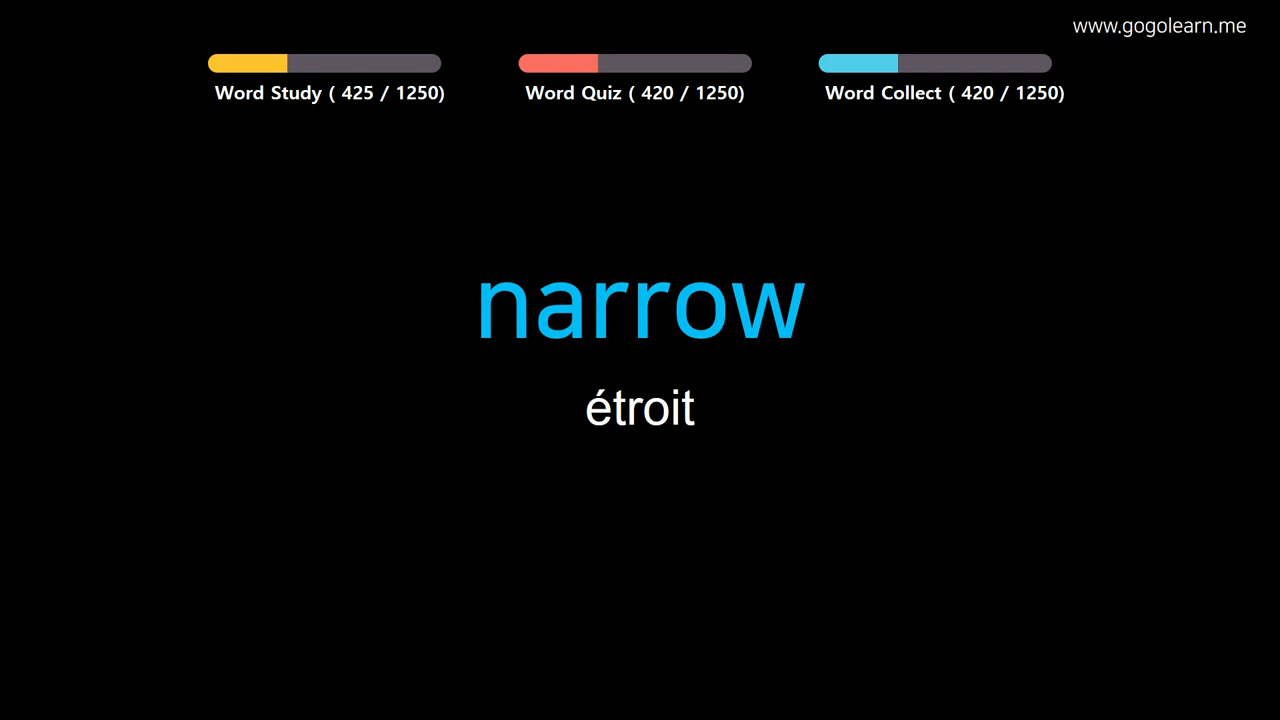 www.gogolearn.me
Word Study ( 425 / 1250)
Word Quiz ( 420 / 1250)
Word Collect ( 420 / 1250)
narrow
étroit